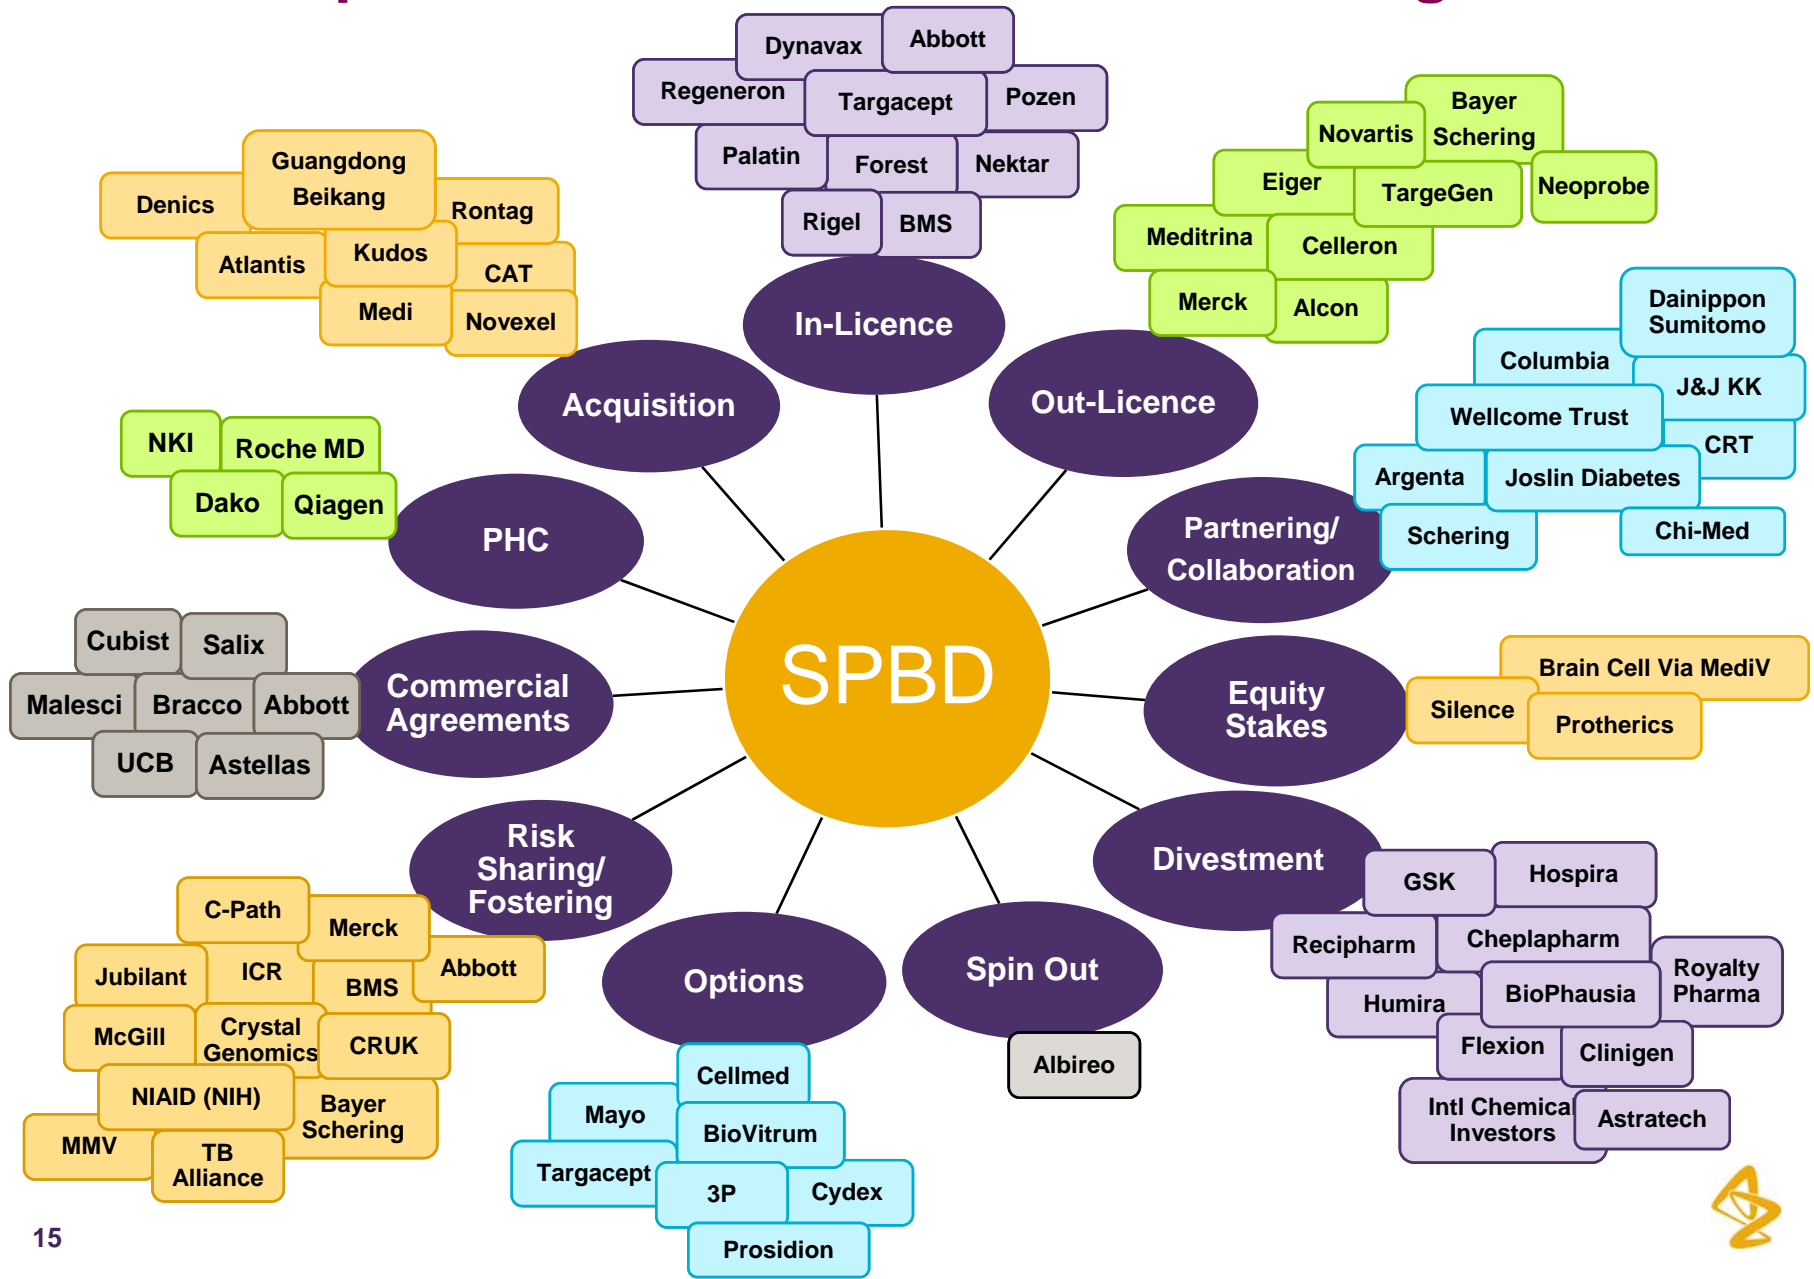 Dynavax
Abbott
Regeneron
Targacept
Pozen
Palatin
Forest
Nektar
Rigel
BMS
In-Licence
Bayer
Schering
Novartis
Eiger
TargeGen
Neoprobe
Meditrina
Celleron
Merck
Alcon
Out-Licence
Guangdong
Beikang
Denics
Rontag
Atlantis
Kudos
CAT
Medi
Novexel
Acquisition
Dainippon
Sumitomo
Columbia
J&J KK
Wellcome Trust
CRT
Argenta
Joslin Diabetes
Schering
Chi-Med
Partnering/
Collaboration
NKI
Roche MD
Dako
Qiagen
PHC
SPBD
Cubist
Salix
Malesci
Bracco
Abbott
UCB
Astellas
Commercial
Agreements
Brain Cell Via MediV
Silence
Protherics
Equity
Stakes
Risk
Sharing/
Fostering
C-Path
Merck
Jubilant
ICR
BMS
Abbott
McGill
Crystal
Genomics
CRUK
NIAID (NIH)
Bayer
Schering
MMV
TB
Alliance
Options
Cellmed
Mayo
BioVitrum
Targacept
3P
Cydex
Prosidion
Spin Out
Albireo
Divestment
GSK
Hospira
Recipharm
Cheplapharm
Royalty
Pharma
Humira
BioPhausia
Flexion
Clinigen
Intl Chemical
Investors
Astratech
15